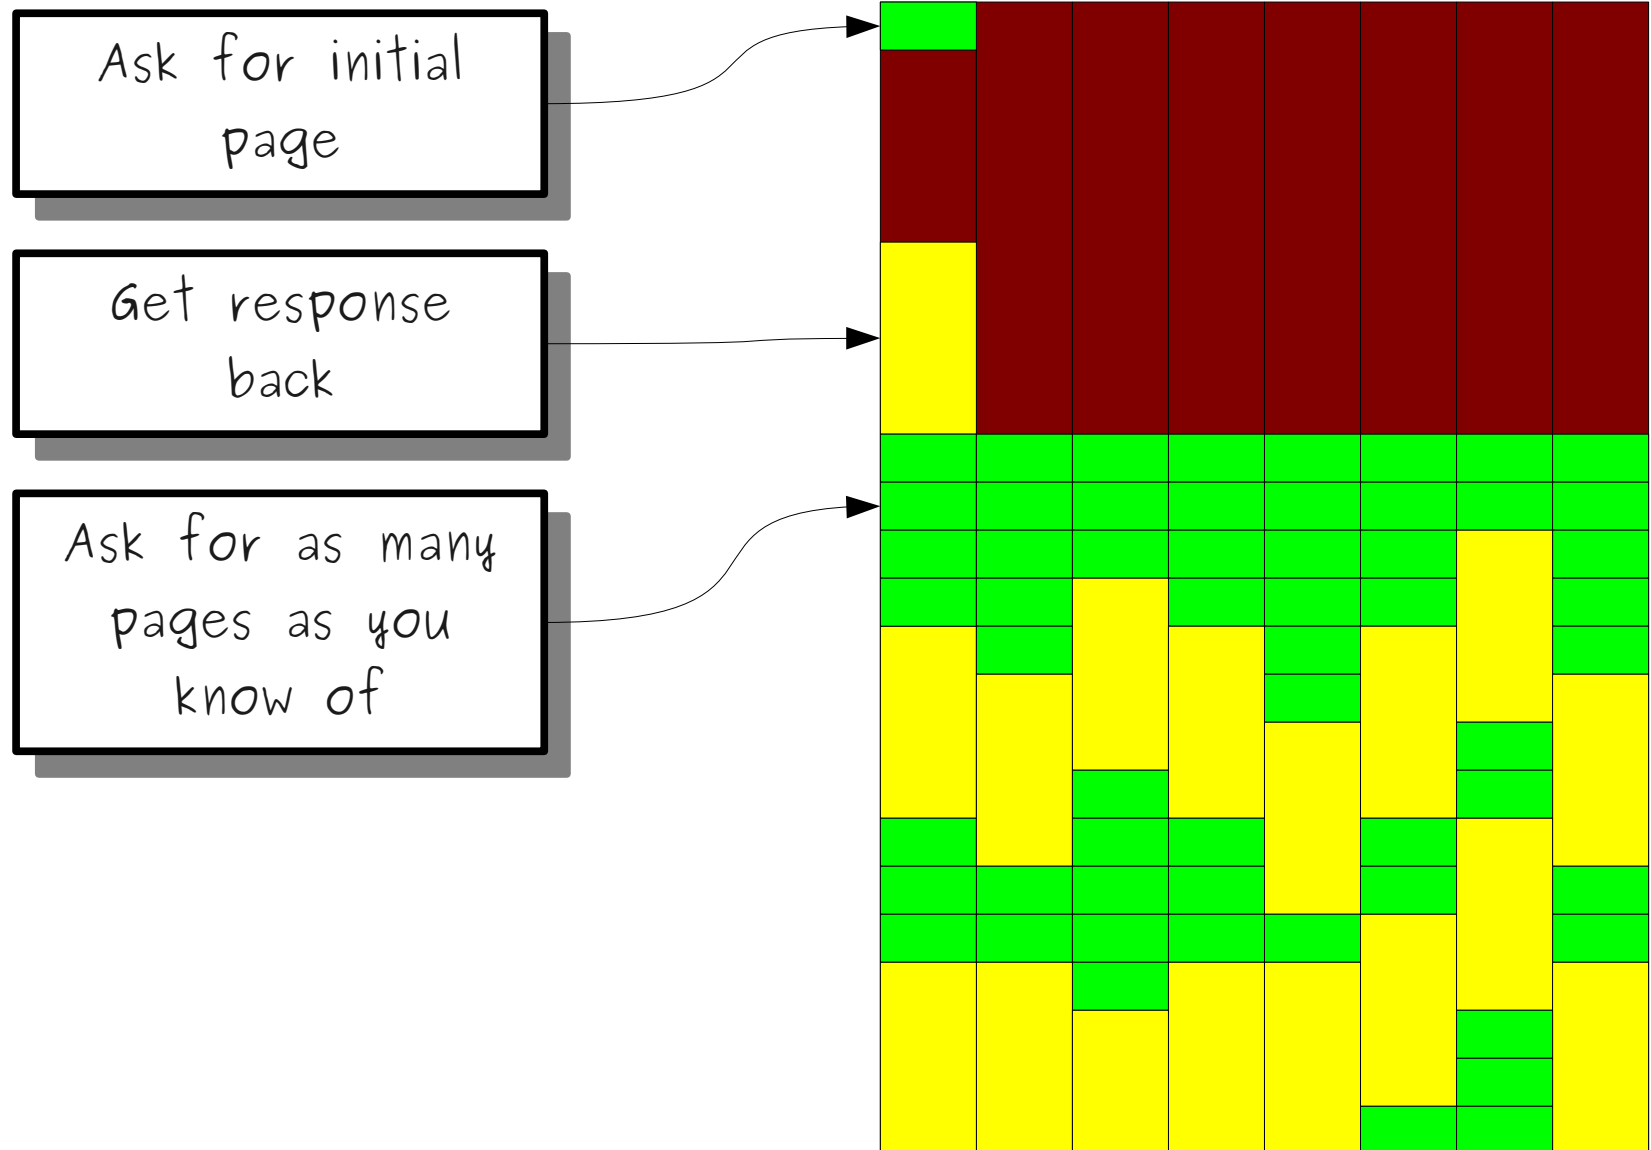 Ask for initial
page
Get response
back
Ask for as many
pages as you
know of